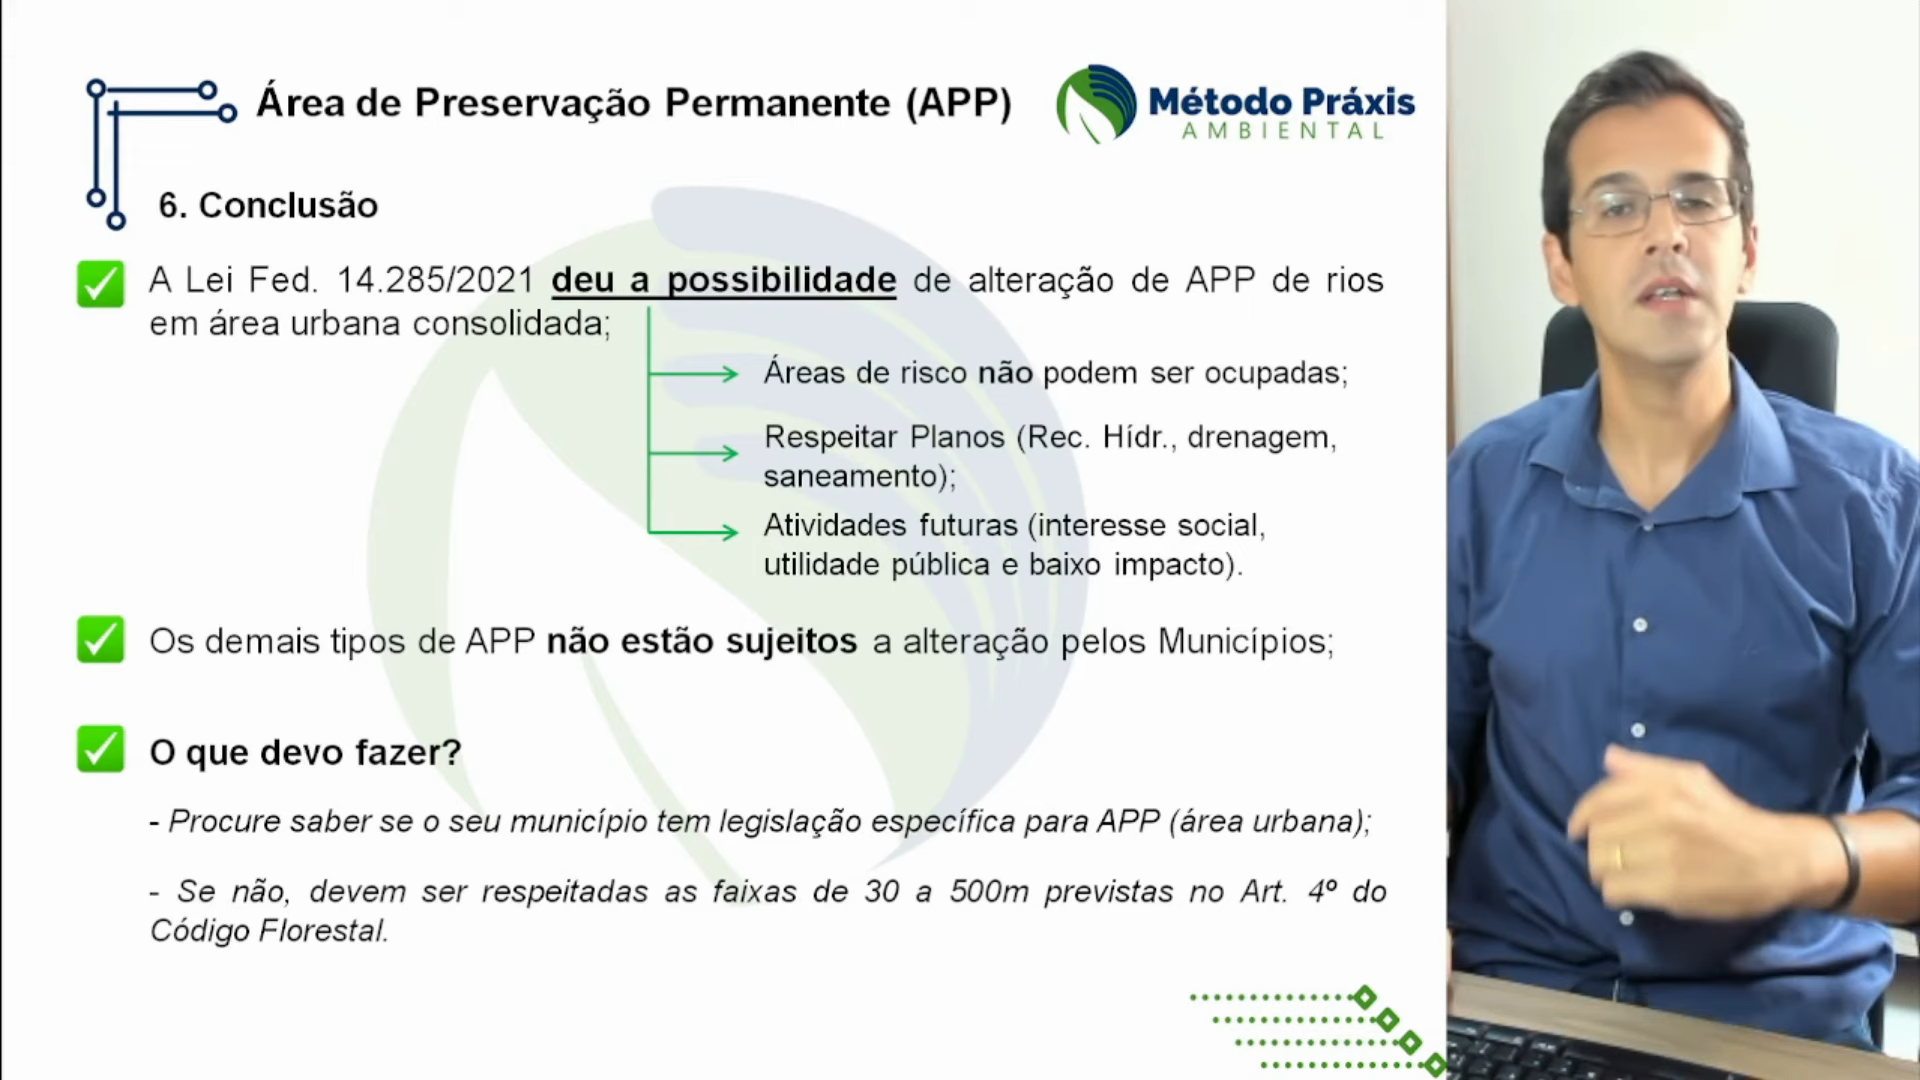 Área de Preservação Permanente (APP)
Método Práxis
AMBIENTAL
6. Conclusão
A Lei Fed. 14.285/2021 deu a possibilidade de alteração de APP de rios
em área urbana consolidada;
Áreas de risco não podem ser ocupadas;
Respeitar Planos (Rec. Hídr., drenagem,
saneamento);
Atividades futuras (interesse social,
utilidade pública e baixo impacto).
Os demais tipos de APP não estão sujeitos a alteração pelos Municípios;
O que devo fazer?
- Procure saber se o seu município tem legislação específica para APP (área urbana);
- Se não, devem ser respeitadas as faixas de 30 a 500m previstas no Art. 4º do
Código Florestal.